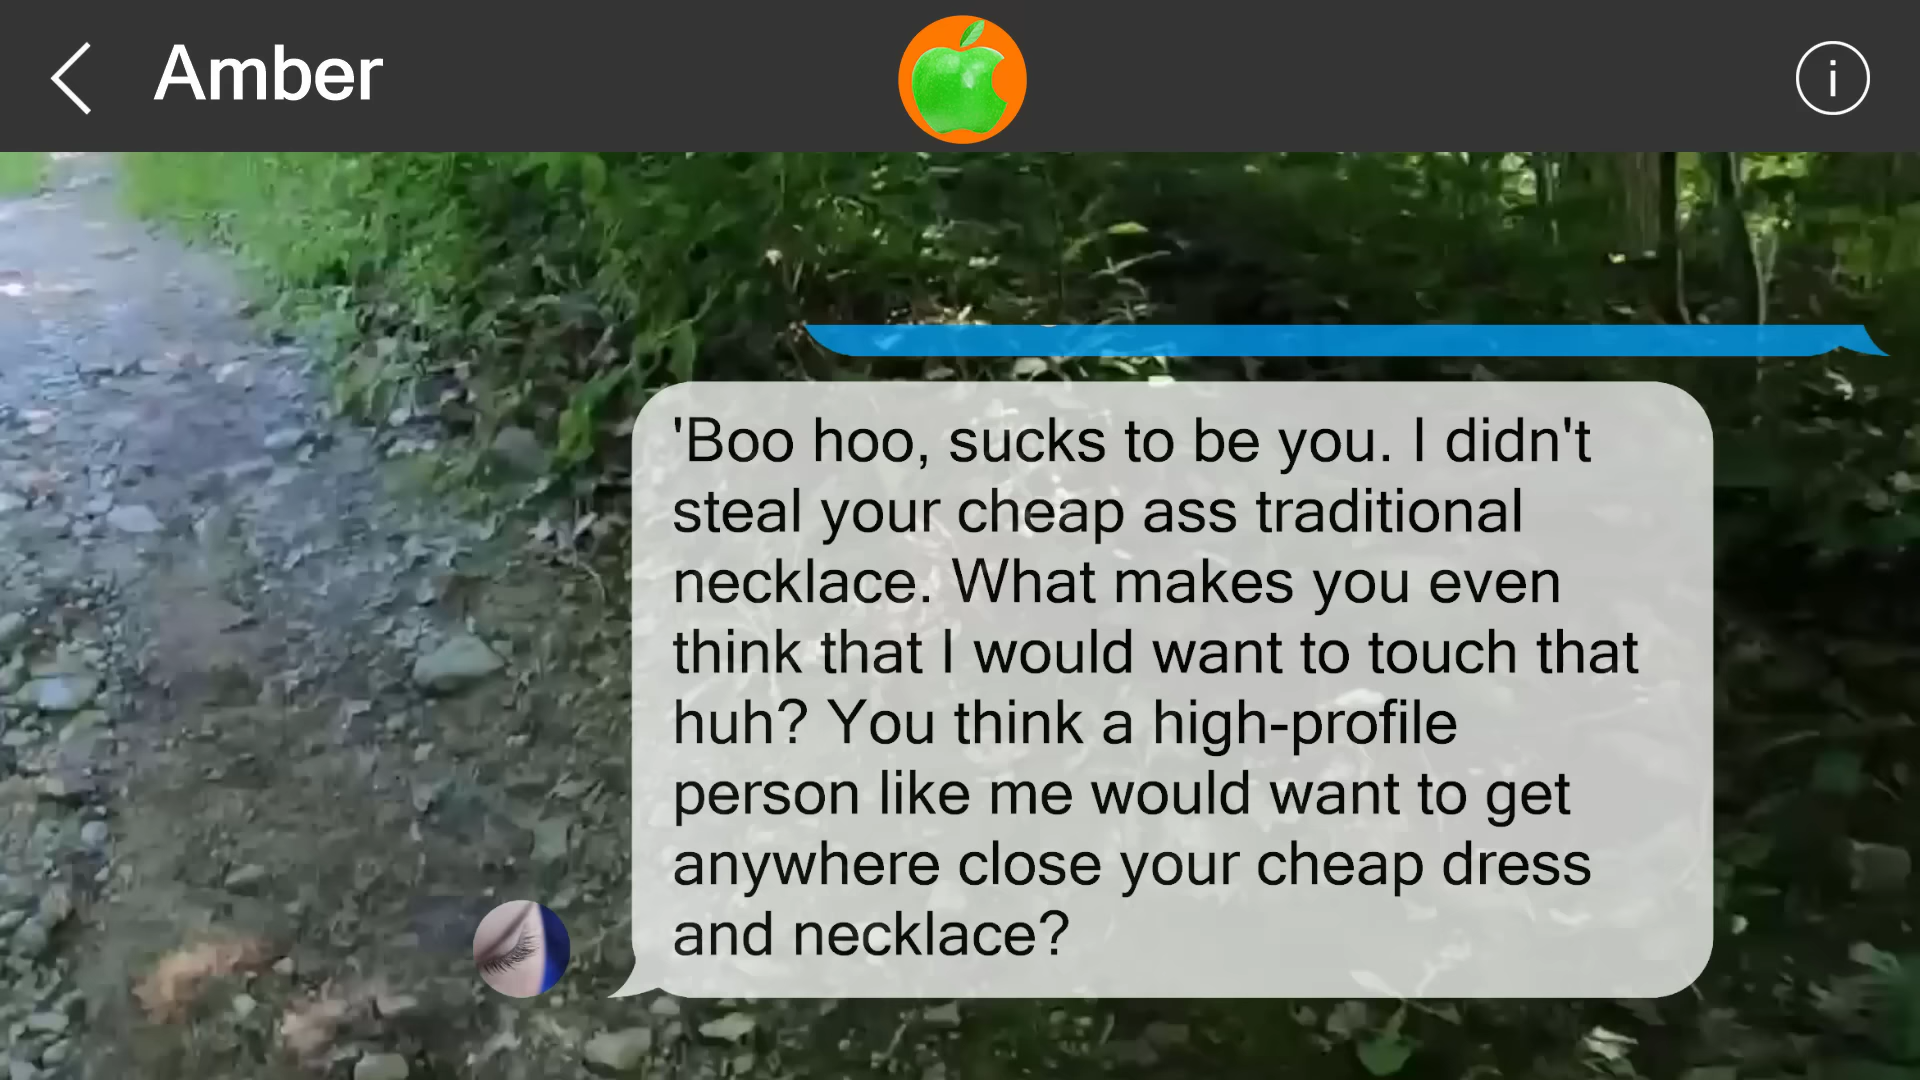 Amber
i
'Boo hoo, sucks to be you. I didn't
steal your cheap ass traditional
necklace. What makes you even
think that I would want to touch that
huh? You think a high-profile
person like me would want to get
anywhere close your cheap dress
and necklace?